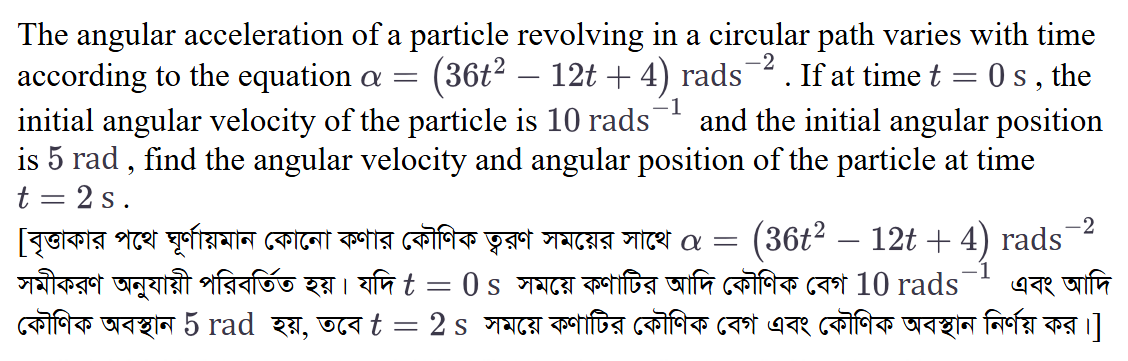 The angular acceleration of a particle revolving in a circular path varies with time
according to the equation α = (36t² − 12t + 4) rads⁻² . If at time t = 0 s , the
initial angular velocity of the particle is 10 rads⁻¹ and the initial angular position
is 5 rad , find the angular velocity and angular position of the particle at time
t = 2 s .
[বৃত্তাকার পথে ঘূর্ণায়মান কোনো কণার কৌণিক ত্বরণ সময়ের সাথে α = (36t² − 12t + 4) rads⁻²
সমীকরণ অনুযায়ী পরিবর্তিত হয়। যদি t = 0 s সময়ে কণাটির আদি কৌণিক বেগ 10 rads⁻¹ এবং আদি
কৌণিক অবস্থান 5 rad হয়, তবে t = 2 s সময়ে কণাটির কৌণিক বেগ এবং কৌণিক অবস্থান নির্ণয় কর।]